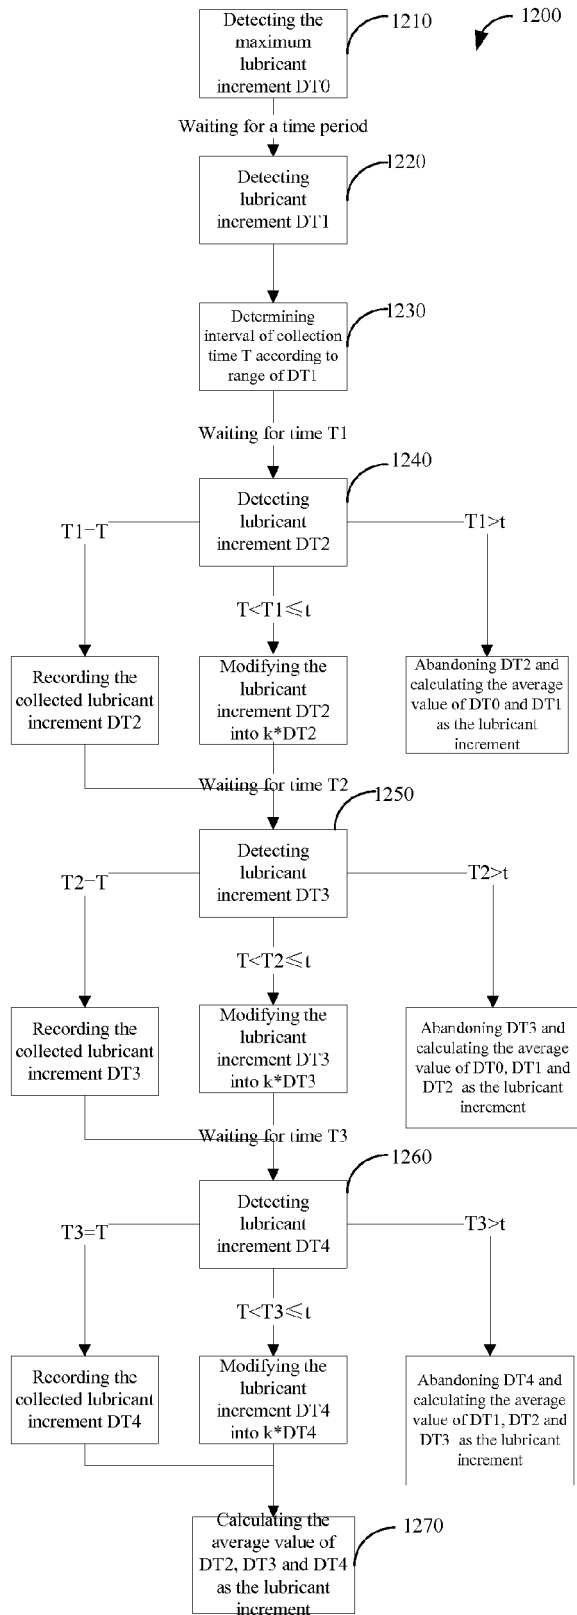 Detecting the
maximum
lubricant
increment DT0
1210
1200
Waiting for a time period
Detecting
lubricant
increment DT1
1220
Determining
interval of collection
time T according to
range of DT1
1230
Waiting for time T1
Detecting
lubricant
increment DT2
1240
T1=T
T<T1≤t
T1>t
Recording the
collected lubricant
increment DT2
Modifying the
lubricant
increment DT2
into k*DT2
Abandoning DT2 and
calculating the average
value of DT0 and DT1
as the lubricant
increment
Waiting for time T2
Detecting
lubricant
increment DT3
1250
T2=T
T<T2≤t
T2>t
Recording the
collected lubricant
increment DT3
Modifying the
lubricant
increment DT3
into k*DT3
Abandoning DT3 and
calculating the average
value of DT0, DT1 and
DT2 as the lubricant
increment
Waiting for time T3
Detecting
lubricant
increment DT4
1260
T3=T
T<T3≤t
T3>t
Recording the
collected lubricant
increment DT4
Modifying the
lubricant
increment DT4
into k*DT4
Abandoning DT4 and
calculating the average
value of DT1, DT2 and
DT3 as the lubricant
increment
Calculating the
average value of
DT2, DT3 and DT4
as the lubricant
increment
1270